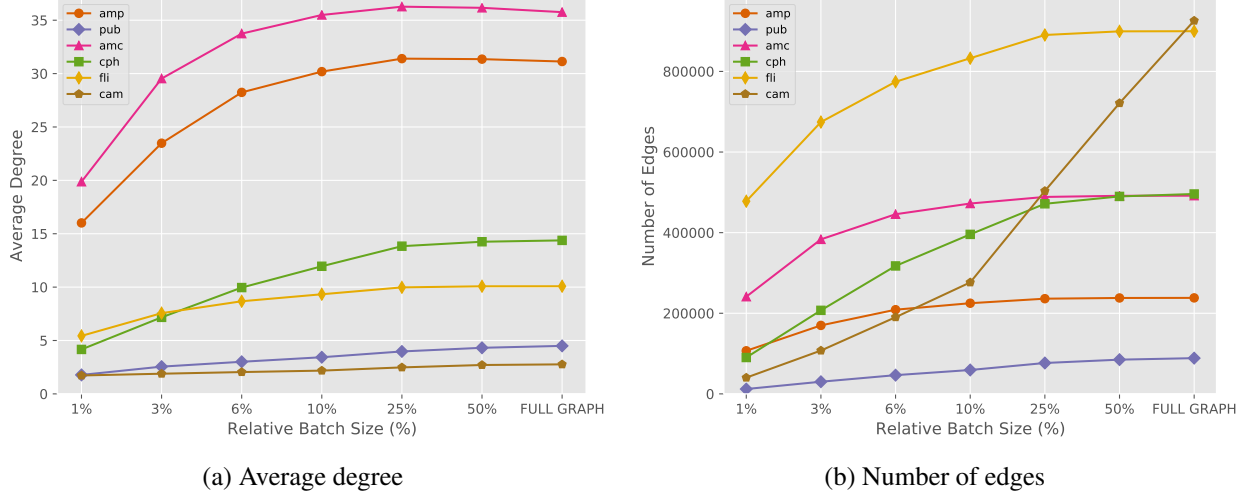 35
30
25
20
15
10
5
0
Average Degree
amp
pub
amc
cph
fli
cam
1% 3% 6% 10% 25% 50% FULL GRAPH
Relative Batch Size (%)
(a) Average degree
800000
600000
400000
200000
0
Number of Edges
amp
pub
amc
cph
fli
cam
1% 3% 6% 10% 25% 50% FULL GRAPH
Relative Batch Size (%)
(b) Number of edges